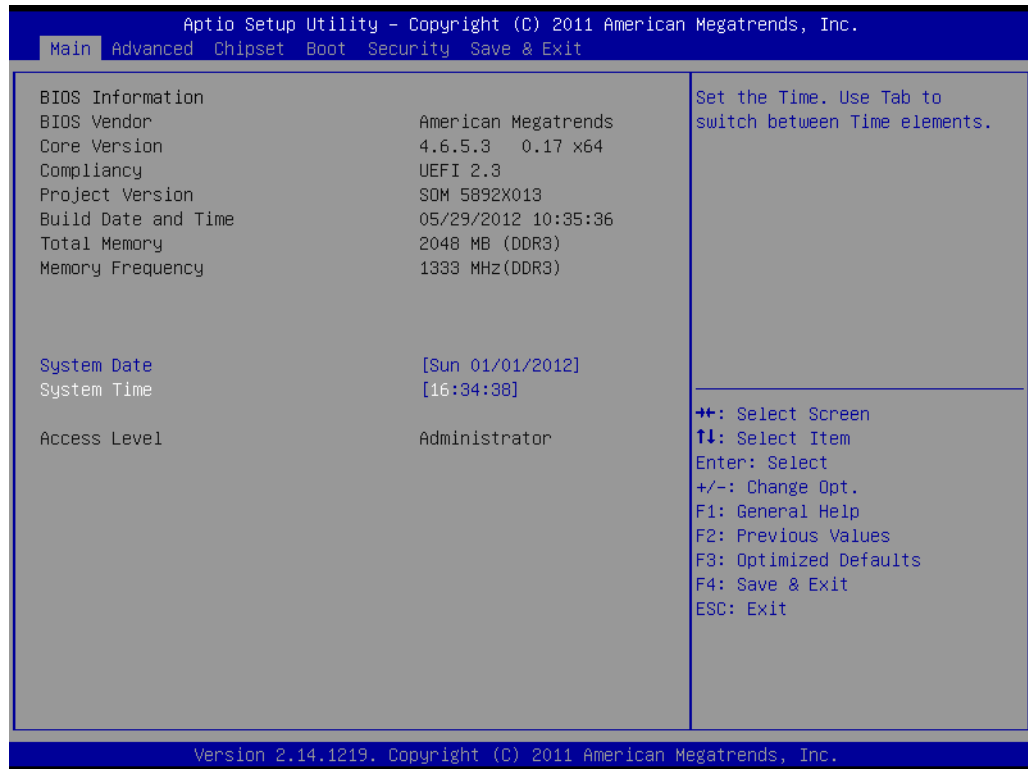 Aptio Setup Utility – Copyright (C) 2011 American Megatrends, Inc.
Main Advanced Chipset Boot Security Save & Exit
BIOS Information
BIOS Vendor American Megatrends
Core Version 4.6.5.3 0.17 x64
Compliancy UEFI 2.3
Project Version SOM 5892X013
Build Date and Time 05/29/2012 10:35:36
Total Memory 2048 MB (DDR3)
Memory Frequency 1333 MHz(DDR3)
System Date [Sun 01/01/2012]
System Time [16:34:38]
Access Level Administrator
Set the Time. Use Tab to
switch between Time elements.
→←: Select Screen
↑↓: Select Item
Enter: Select
+/-: Change Opt.
F1: General Help
F2: Previous Values
F3: Optimized Defaults
F4: Save & Exit
ESC: Exit
Version 2.14.1219. Copyright (C) 2011 American Megatrends, Inc.